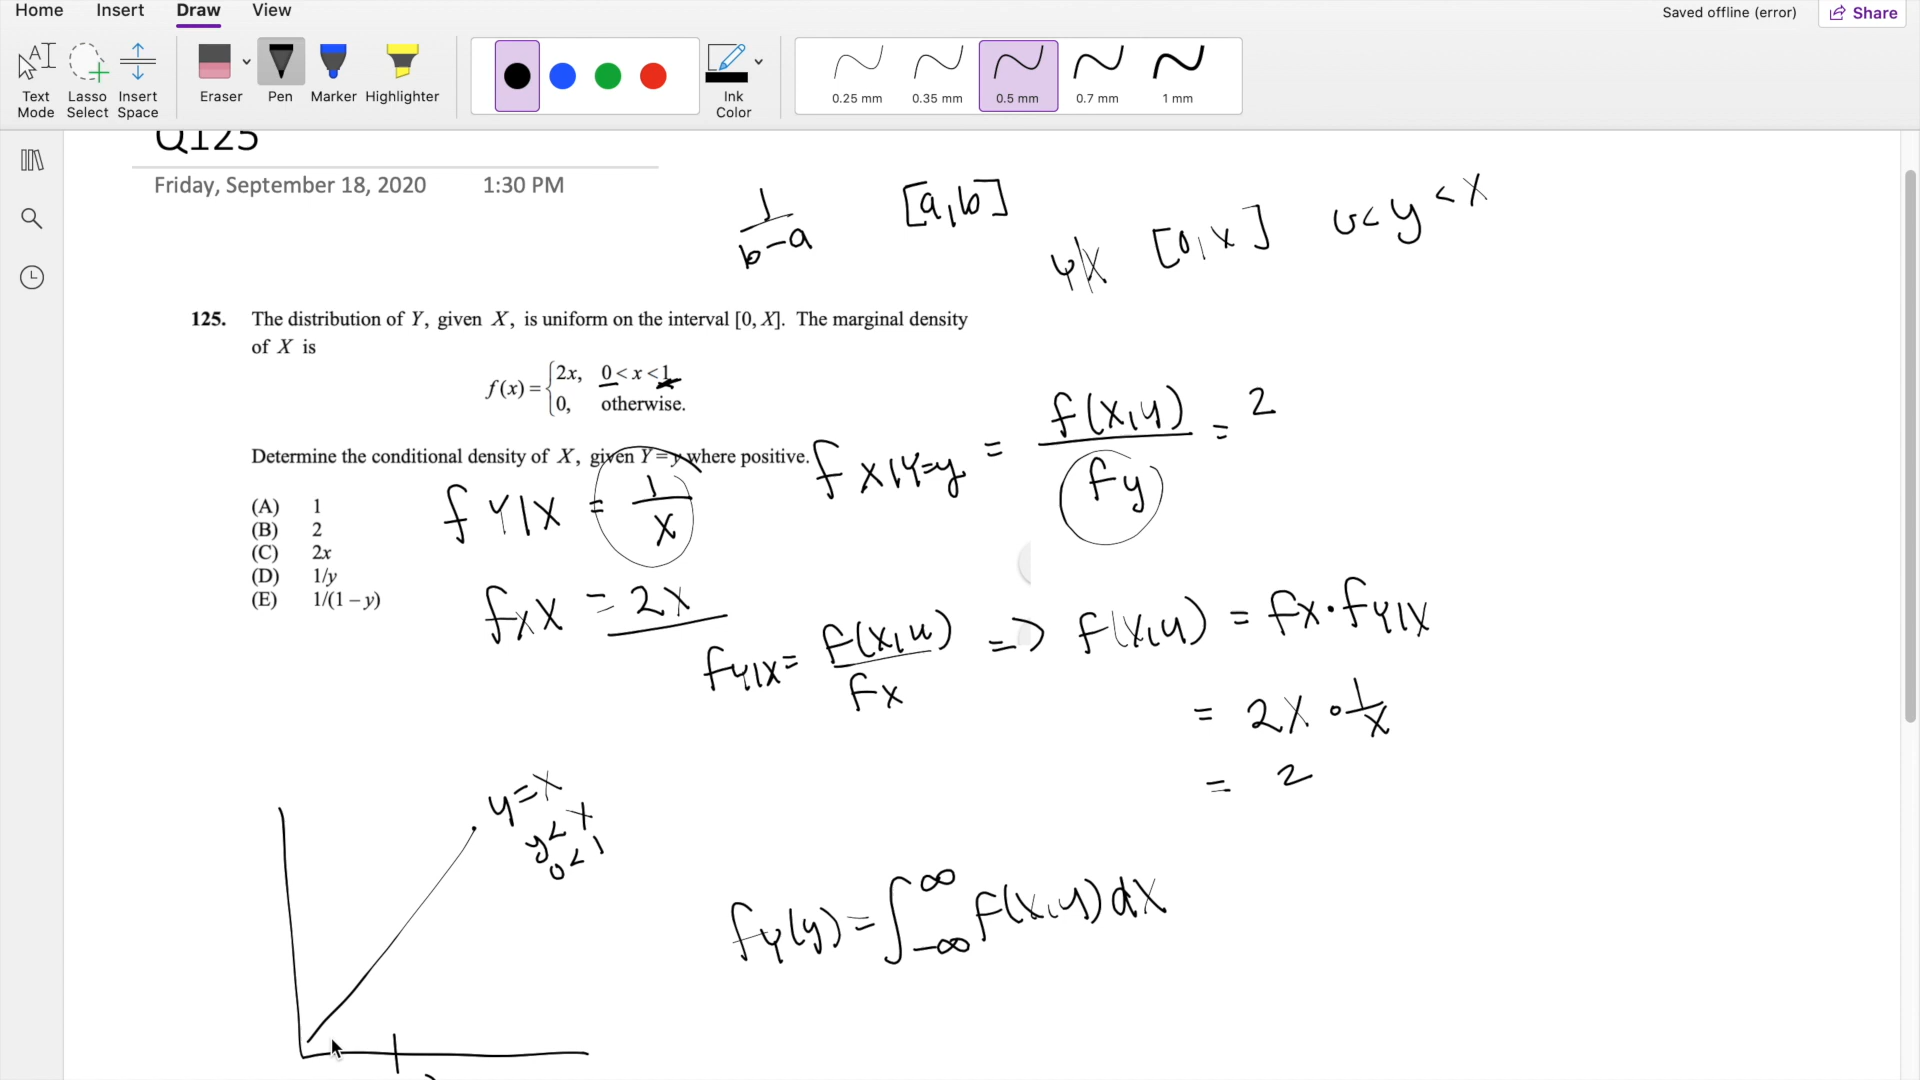 Home Insert Draw View
Saved offline (error) Share
Text Mode
Lasso Select
Insert Space
Eraser
Pen
Marker
Highlighter
Ink Color
0.25 mm 0.35 mm 0.5 mm 0.7 mm 1 mm
Q125
Friday, September 18, 2020 1:30 PM
1/(b-a) [a,b]
Y|X [0,X] 0<y<X
125. The distribution of Y, given X, is uniform on the interval [0, X]. The marginal density
of X is
f(x) = {2x, 0 < x < 1
0, otherwise.
Determine the conditional density of X, given Y = y where positive.
(A) 1
(B) 2
(C) 2x
(D) 1/y
(E) 1/(1 – y)
f X|Y=y = f(x,y)/fy = 2
f Y|X = 1/X
fxX = 2X
fY|X = f(x,y)/fX => f(x,y) = fX · fY|X
= 2X · 1/X
= 2
y=X
y<X
0<1
fY(y) = ∫ -∞ ∞ f(x,y) dx